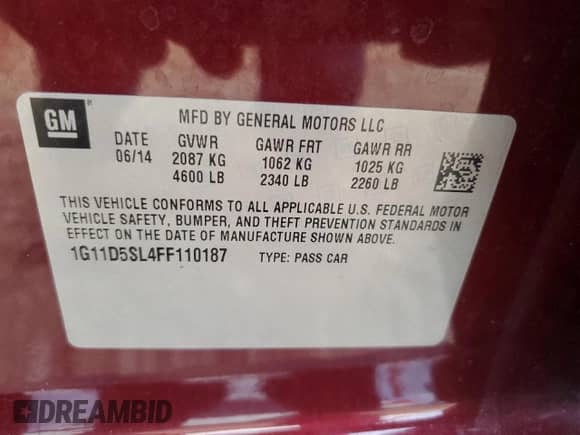 GM
®
MFD BY GENERAL MOTORS LLC
DATE GVWR GAWR FRT GAWR RR
06/14 2087 KG 1062 KG 1025 KG
4600 LB 2340 LB 2260 LB
THIS VEHICLE CONFORMS TO ALL APPLICABLE U.S. FEDERAL MOTOR
VEHICLE SAFETY, BUMPER, AND THEFT PREVENTION STANDARDS IN
EFFECT ON THE DATE OF MANUFACTURE SHOWN ABOVE.
1G11D5SL4FF110187 TYPE: PASS CAR
DREAMBID